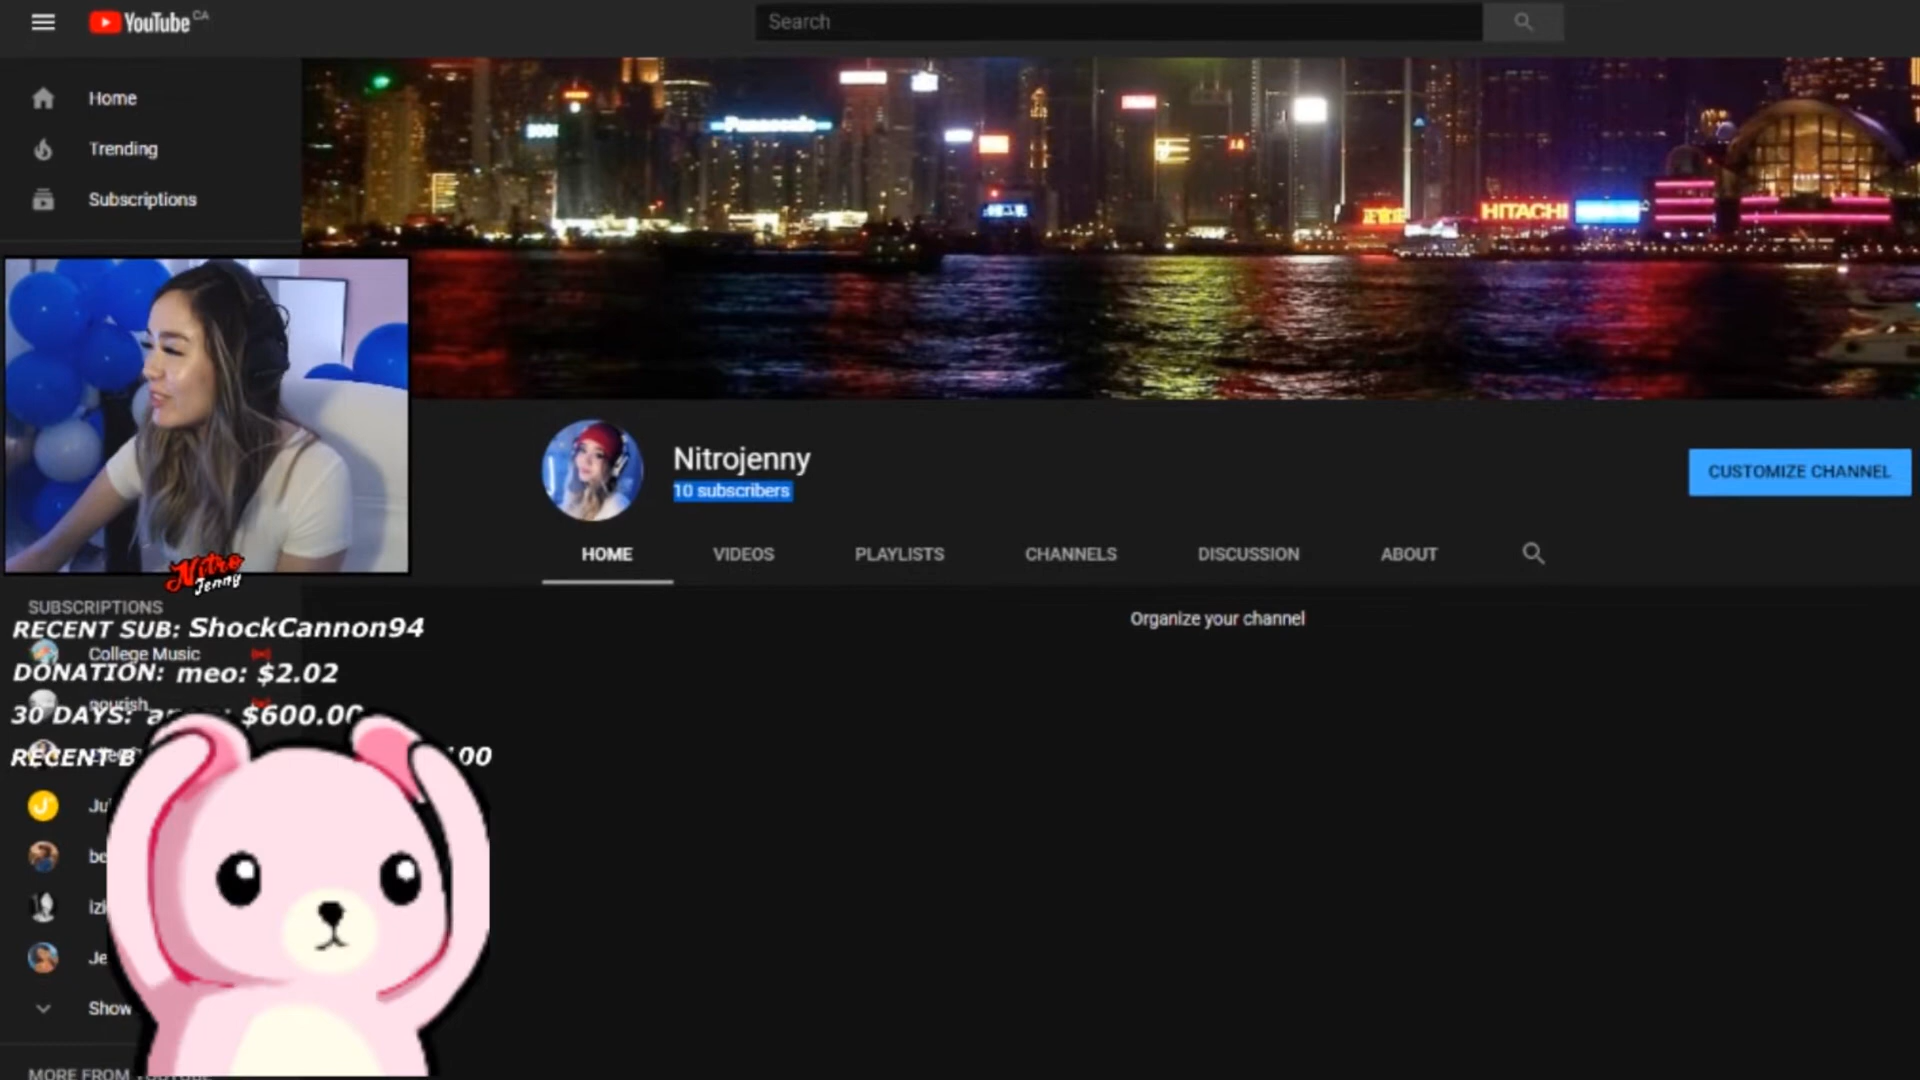 YouTube CA
Search
Home
Trending
Subscriptions
Panasonic
HITACHI
Nitrojenny
10 subscribers
CUSTOMIZE CHANNEL
HOME
VIDEOS
PLAYLISTS
CHANNELS
DISCUSSION
ABOUT
Organize your channel
Nitro
Jenny
SUBSCRIPTIONS
RECENT SUB: ShockCannon94
College Music
DONATION: meo: $2.02
nourish
30 DAYS: $600.00
RECENT B
Show
MORE FROM YOUTUBE